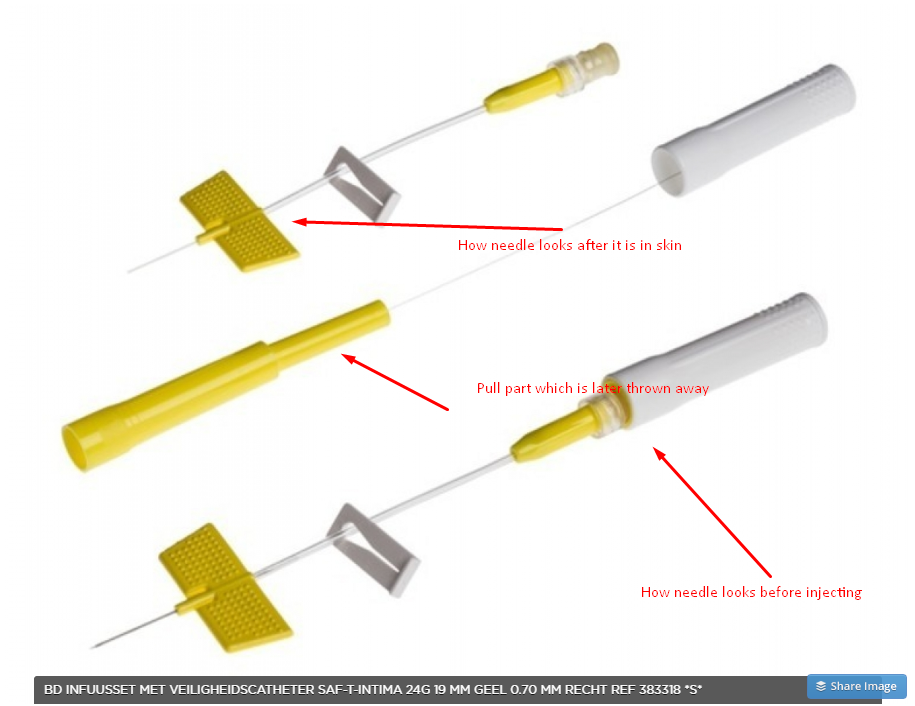 How needle looks after it is in skin
Pull part which is later thrown away
How needle looks before injecting
BD INFUUSSET MET VEILIGHEIDSCATHETER SAF-T-INTIMA 24G 19 MM GEEL 0.70 MM RECHT REF 383318 *S*
Share Image